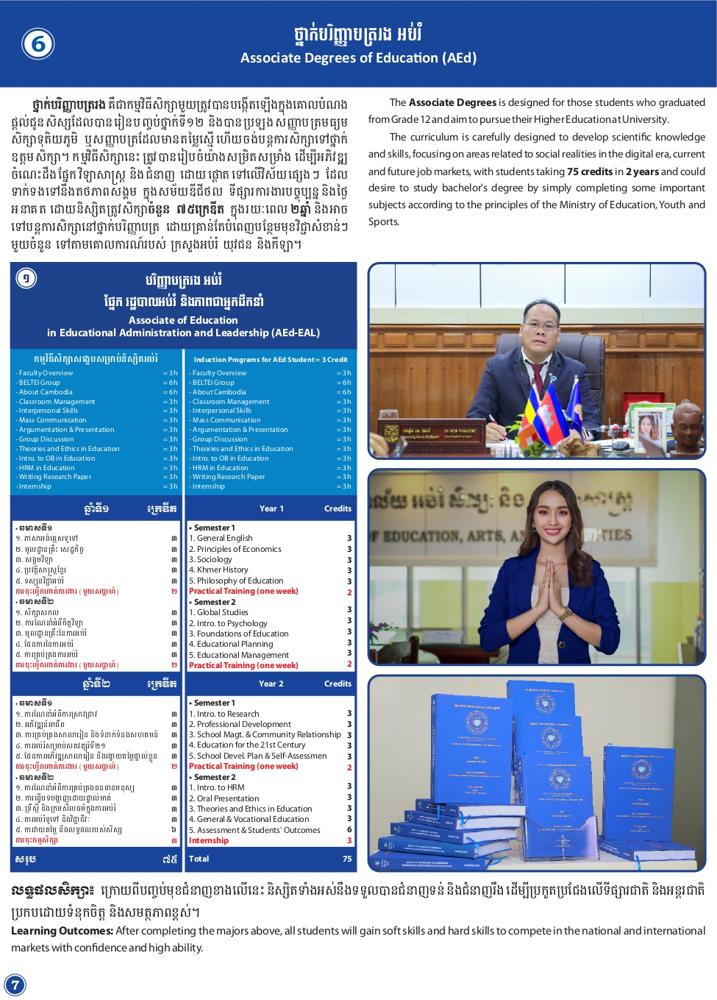 6
ថ្នាក់បរិញ្ញាបត្ររង អប់រំ
Associate Degrees of Education (AEd)
ថ្នាក់បរិញ្ញាបត្ររង គឺជាកម្មវិធីសិក្សាមួយត្រូវបានបង្កើតឡើងក្នុងគោលបំណង
ផ្តល់ជូនសិស្សដែលបានរៀនបញ្ចប់ថ្នាក់ទី១២ និងបានប្រឡងសញ្ញាបត្រមធ្យម
សិក្សាទុតិយភូមិ ឬសញ្ញាបត្រដែលមានតម្លៃស្មើ ហើយចង់បន្តការសិក្សាទៅថ្នាក់
ឧត្តមសិក្សា។ កម្មវិធីសិក្សានេះ ត្រូវបានរៀបចំយ៉ាងសម្រិតសម្រាំង ដើម្បីអភិវឌ្ឍ
ចំណេះដឹងផ្នែកវិទ្យាសាស្ត្រ និងជំនាញ ដោយផ្តោតទៅលើវិស័យផ្សេងៗ ដែល
ទាក់ទងទៅនឹងតថភាពសង្គម ក្នុងសម័យឌីជីថល ទីផ្សារការងារបច្ចុប្បន្ន និងថ្ងៃ
អនាគត ដោយនិស្សិតត្រូវសិក្សាចំនួន ៧៥ក្រេឌីត ក្នុងរយៈពេល ២ឆ្នាំ និងអាច
ទៅបន្តការសិក្សានៅថ្នាក់បរិញ្ញាបត្រ ដោយគ្រាន់តែបំពេញបន្ថែមមុខវិជ្ជាសំខាន់ៗ
មួយចំនួន ទៅតាមគោលការណ៍របស់ ក្រសួងអប់រំ យុវជន និងកីឡា។
The Associate Degrees is designed for those students who graduated
from Grade 12 and aim to pursue their Higher Education at University.
The curriculum is carefully designed to develop scientific knowledge
and skills, focusing on areas related to social realities in the digital era, current
and future job markets, with students taking 75 credits in 2 years and could
desire to study bachelor's degree by simply completing some important
subjects according to the principles of the Ministry of Education, Youth and
Sports.
១
បរិញ្ញាបត្ររង អប់រំ
ផ្នែក រដ្ឋបាលអប់រំ និងភាពជាអ្នកដឹកនាំ
Associate of Education
in Educational Administration and Leadership (AEd-EAL)
កម្មវិធីសិក្សាសង្ខេបសម្រាប់និស្សិតអប់រំ
- Faculty Overview = 3h
- BELTEI Group = 6h
- About Cambodia = 6h
- Classroom Management = 3h
- Interpersonal Skills = 3h
- Mass Communication = 3h
- Argumentation & Presentation = 3h
- Group Discussion = 3h
- Theories and Ethics in Education = 3h
- Intro. to OB in Education = 3h
- HRM in Education = 3h
- Writing Research Paper = 3h
- Internship = 3h
Induction Programs for AEd Student = 3 Credit
- Faculty Overview = 3h
- BELTEI Group = 6h
- About Cambodia = 6h
- Classroom Management = 3h
- Interpersonal Skills = 3h
- Mass Communication = 3h
- Argumentation & Presentation = 3h
- Group Discussion = 3h
- Theories and Ethics in Education = 3h
- Intro. to OB in Education = 3h
- HRM in Education = 3h
- Writing Research Paper = 3h
- Internship = 3h
ឆ្នាំទី១ ក្រេឌីត
• ឆមាសទី១
១. ភាសាអង់គ្លេសទូទៅ ៣
២. មូលដ្ឋានគ្រឹះ សេដ្ឋកិច្ច ៣
៣. សង្គមវិទ្យា ៣
៤. ប្រវត្តិសាស្ត្រខ្មែរ ៣
៥. ទស្សនវិជ្ជាអប់រំ ៣
ការចុះហ្វឹកហាត់ការងារ (មួយសប្តាហ៍) ២
• ឆមាសទី២
១. សិក្សាសកល ៣
២. ការណែនាំអំពីចិត្តវិទ្យា ៣
៣. មូលដ្ឋានគ្រឹះនៃការអប់រំ ៣
៤. ផែនការនៃការអប់រំ ៣
៥. ការគ្រប់គ្រងការអប់រំ ៣
ការចុះហ្វឹកហាត់ការងារ (មួយសប្តាហ៍) ២
Year 1 Credits
• Semester 1
1. General English 3
2. Principles of Economics 3
3. Sociology 3
4. Khmer History 3
5. Philosophy of Education 3
Practical Training (one week) 2
• Semester 2
1. Global Studies 3
2. Intro. to Psychology 3
3. Foundations of Education 3
4. Educational Planning 3
5. Educational Management 3
Practical Training (one week) 2
ឆ្នាំទី២ ក្រេឌីត
• ឆមាសទី១
១. ការណែនាំអំពីការស្រាវជ្រាវ ៣
២. អភិវឌ្ឍន៍អាជីព ៣
៣. ការគ្រប់គ្រងសាលារៀន និងទំនាក់ទំនងសហគមន៍ ៣
៤. ការអប់រំសម្រាប់សតវត្សរ៍ទី២១ ៣
៥. ផែនការអភិវឌ្ឍសាលារៀន និងវាយតម្លៃផ្ទាល់ខ្លួន ៣
ការចុះហ្វឹកហាត់ការងារ (មួយសប្តាហ៍) ២
• ឆមាសទី២
១. ការណែនាំអំពីការគ្រប់គ្រងធនធានមនុស្ស ៣
២. ការធ្វើបទបង្ហាញដោយផ្ទាល់មាត់ ៣
៣. ទ្រឹស្តី និងក្រមសីលធម៌ក្នុងការអប់រំ ៣
៤. ការអប់រំទូទៅ និងវិជ្ជាជីវៈ ៣
៥. ការវាយតម្លៃ និងលទ្ធផលរបស់សិស្ស ៦
ការចុះកម្មសិក្សា ៣
Year 2 Credits
• Semester 1
1. Intro. to Research 3
2. Professional Development 3
3. School Magt. & Community Relationship 3
4. Education for the 21st Century 3
5. School Devel. Plan & Self-Assessmen 3
Practical Training (one week) 2
• Semester 2
1. Intro. to HRM 3
2. Oral Presentation 3
3. Theories and Ethics in Education 3
4. General & Vocational Education 3
5. Assessment & Students' Outcomes 6
Internship 3
សរុប ៧៥
Total 75
OF EDUCATION, ARTS, AN
លទ្ធផលសិក្សា៖ ក្រោយពីបញ្ចប់មុខជំនាញខាងលើនេះ និស្សិតទាំងអស់នឹងទទួលបានជំនាញទន់ និងជំនាញរឹង ដើម្បីប្រកួតប្រជែងលើទីផ្សារជាតិ និងអន្តរជាតិ
ប្រកបដោយទំនុកចិត្ត និងសមត្ថភាពខ្ពស់។
Learning Outcomes: After completing the majors above, all students will gain soft skills and hard skills to compete in the national and international
markets with confidence and high ability.
7